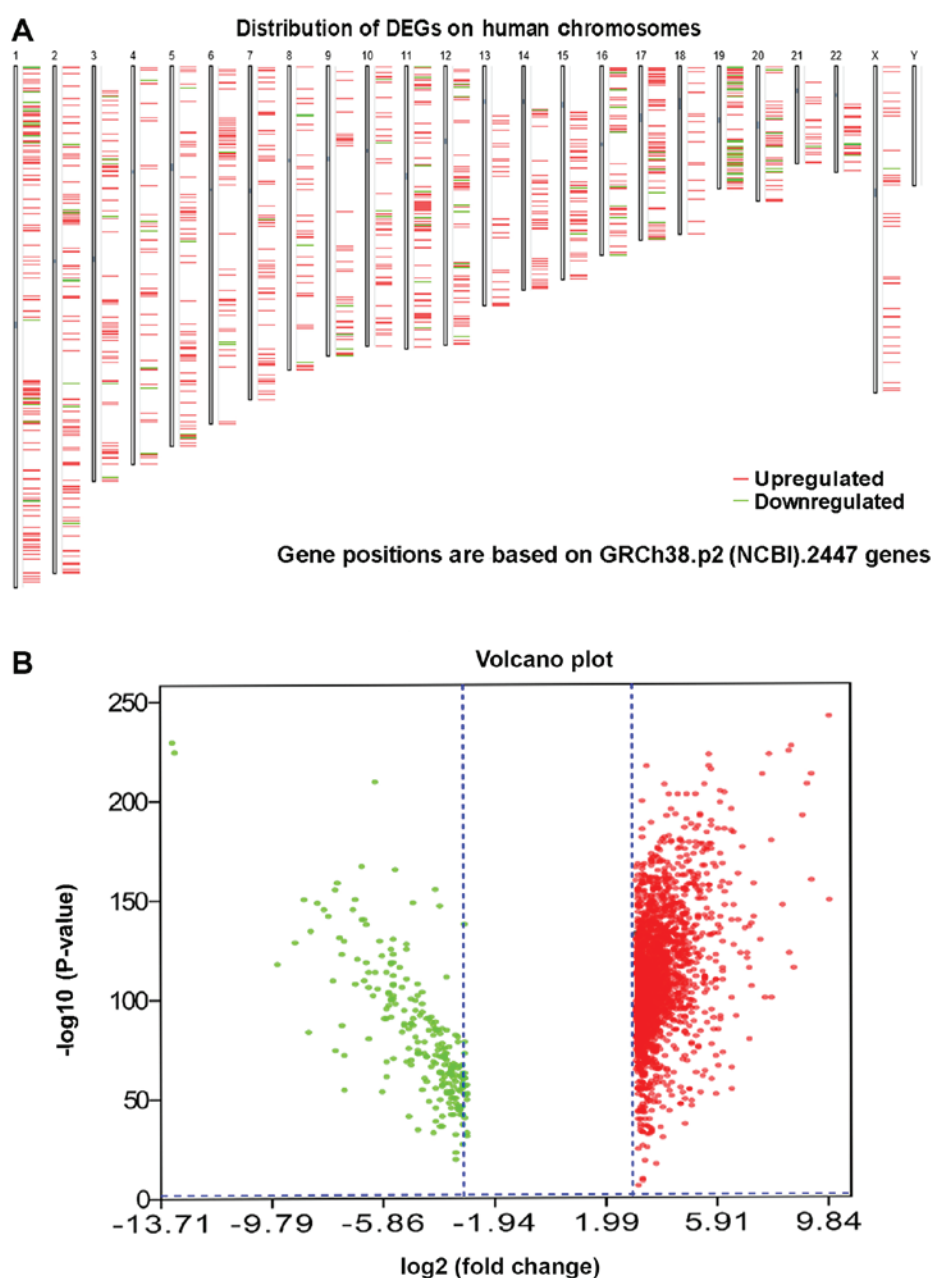 A
Distribution of DEGs on human chromosomes
1 2 3 4 5 6 7 8 9 10 11 12 13 14 15 16 17 18 19 20 21 22 X Y
Upregulated
Downregulated
Gene positions are based on GRCh38.p2 (NCBI).2447 genes
B
Volcano plot
250
200
150
100
50
0
-log10 (P-value)
-13.71 -9.79 -5.86 -1.94 1.99 5.91 9.84
log2 (fold change)